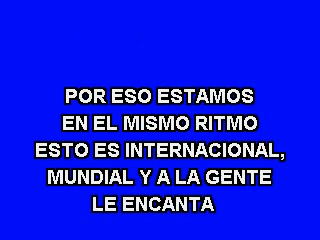 POR ESO ESTAMOS
EN EL MISMO RITMO
ESTO ES INTERNACIONAL,
MUNDIAL Y A LA GENTE
LE ENCANTA